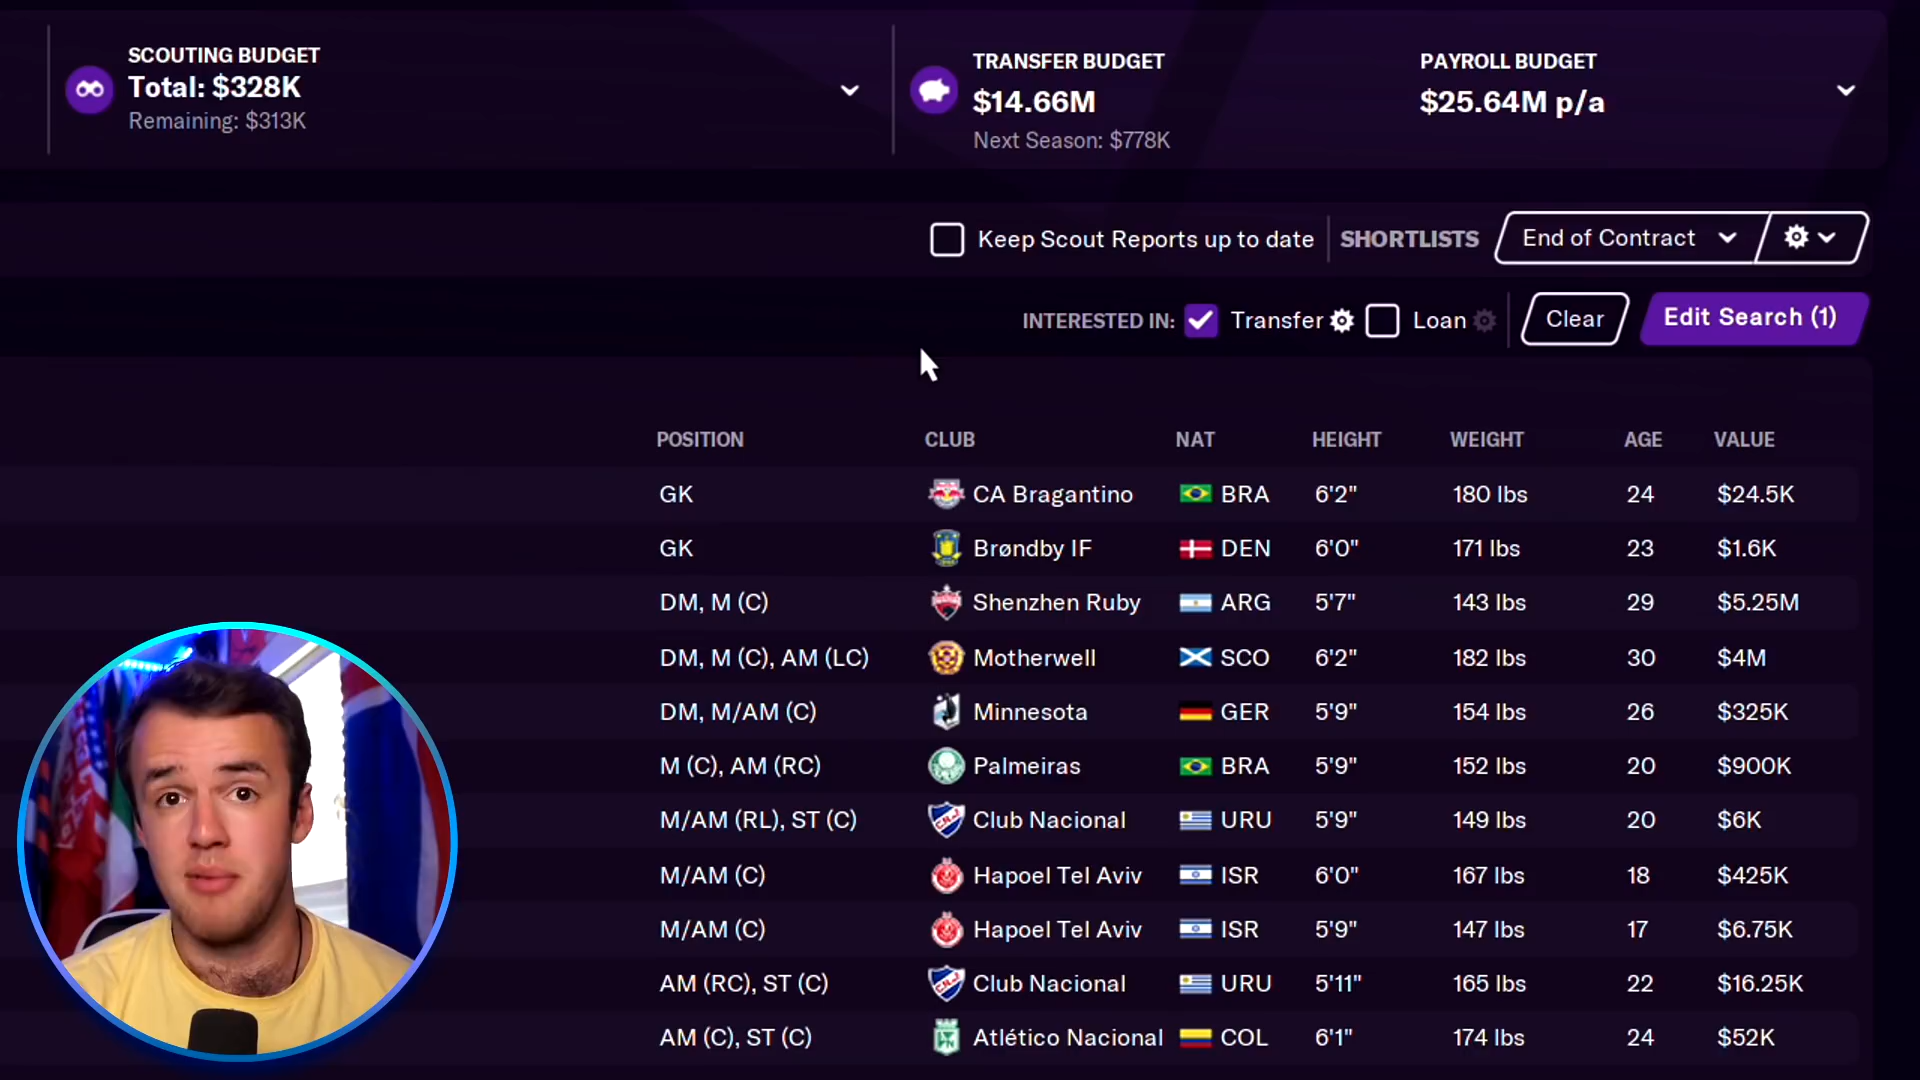 SCOUTING BUDGET
Total: $328K
Remaining: $313K
TRANSFER BUDGET
$14.66M
Next Season: $778K
PAYROLL BUDGET
$25.64M p/a
Keep Scout Reports up to date SHORTLISTS End of Contract
INTERESTED IN: Transfer Loan Clear Edit Search (1)
POSITION CLUB NAT HEIGHT WEIGHT AGE VALUE
GK CA Bragantino BRA 6'2" 180 lbs 24 $24.5K
GK Brøndby IF DEN 6'0" 171 lbs 23 $1.6K
DM, M (C) Shenzhen Ruby ARG 5'7" 143 lbs 29 $5.25M
DM, M (C), AM (LC) Motherwell SCO 6'2" 182 lbs 30 $4M
DM, M/AM (C) Minnesota GER 5'9" 154 lbs 26 $325K
M (C), AM (RC) Palmeiras BRA 5'9" 152 lbs 20 $900K
M/AM (RL), ST (C) Club Nacional URU 5'9" 149 lbs 20 $6K
M/AM (C) Hapoel Tel Aviv ISR 6'0" 167 lbs 18 $425K
M/AM (C) Hapoel Tel Aviv ISR 5'9" 147 lbs 17 $6.75K
AM (RC), ST (C) Club Nacional URU 5'11" 165 lbs 22 $16.25K
AM (C), ST (C) Atlético Nacional COL 6'1" 174 lbs 24 $52K